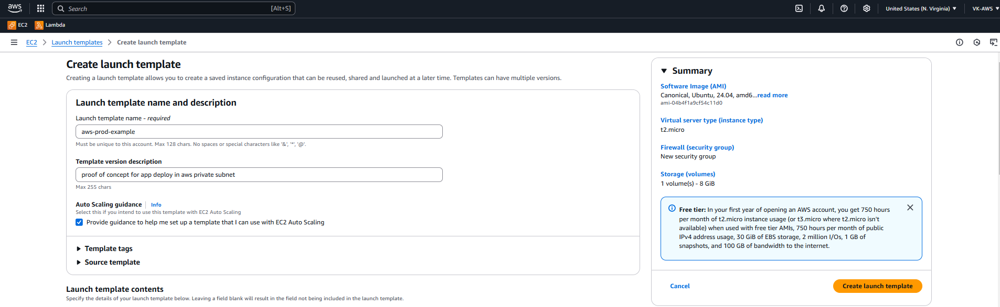 aws
Search [Alt+S]
United States (N. Virginia)
VK-AWS
EC2
Lambda
EC2 > Launch templates > Create launch template
Create launch template
Creating a launch template allows you to create a saved instance configuration that can be reused, shared and launched at a later time. Templates can have multiple versions.
Launch template name and description
Launch template name - required
aws-prod-example
Must be unique to this account. Max 128 chars. No spaces or special characters like '&', '*', '@'.
Template version description
proof of concept for app deploy in aws private subnet
Max 255 chars
Auto Scaling guidance | Info
Select this if you intend to use this template with EC2 Auto Scaling
Provide guidance to help me set up a template that I can use with EC2 Auto Scaling
Template tags
Source template
Launch template contents
Specify the details of your launch template below. Leaving a field blank will result in the field not being included in the launch template.
Summary
Software Image (AMI)
Canonical, Ubuntu, 24.04, amd6...read more
ami-04b4f1a9cf54c11d0
Virtual server type (instance type)
t2.micro
Firewall (security group)
New security group
Storage (volumes)
1 volume(s) - 8 GiB
Free tier: In your first year of opening an AWS account, you get 750 hours
per month of t2.micro instance usage (or t3.micro where t2.micro isn't
available) when used with free tier AMIs, 750 hours per month of public
IPv4 address usage, 30 GiB of EBS storage, 2 million I/Os, 1 GB of
snapshots, and 100 GB of bandwidth to the internet.
Cancel
Create launch template